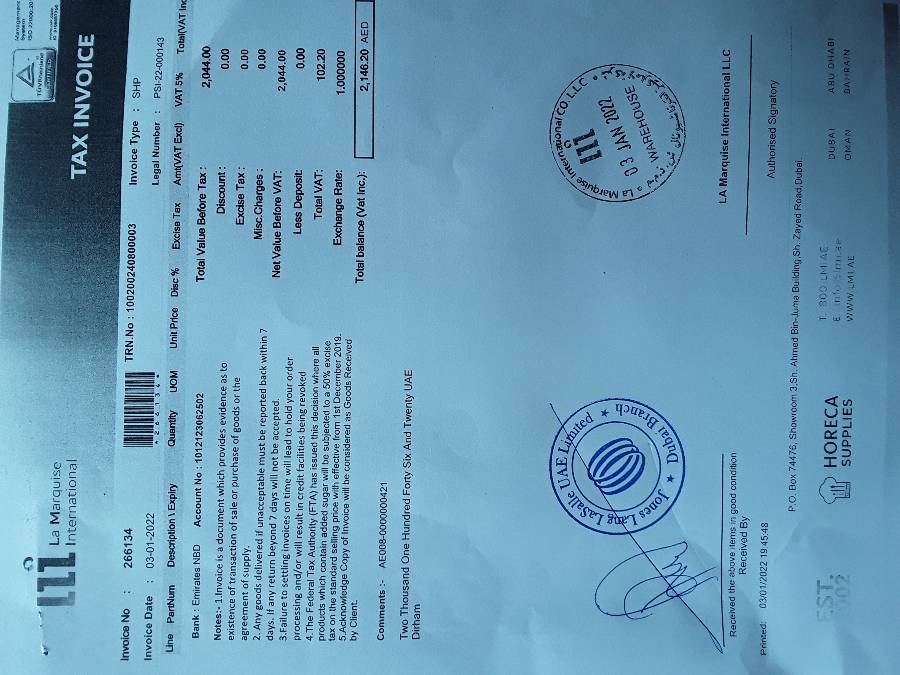 La Marquise
International
TAX INVOICE
Management
System
ISO 22000:20
TÜVRheinland
CERTIFIED
Invoice No : 266134
TRN.No : 100200240800003
Invoice Type : SHP
Invoice Date : 03-01-2022
*266134*
Legal Number : PSI-22-000143
Line PartNum Description \ Expiry Quantity UOM Unit Price Disc % Excise Tax Amt(VAT Excl) VAT 5% Total(VAT Inc
Bank : Emirates NBD Account No : 1012123062502
Total Value Before Tax : 2,044.00
Notes:- 1.Invoice is a document which provides evidence as to
existence of transaction of sale or purchase of goods or the
agreement of supply.
2. Any goods delivered if unacceptable must be reported back within 7
days. If any return beyond 7 days will not be accepted.
3.Failure to settling invoices on time will lead to hold your order
processing and/or will result in credit facilities being revoked
4.The Federal Tax Authority (FTA) has issued this decision where all
products which contain added sugar will be subjected to a 50% excise
tax on the standard selling price with effective from 1st December 2019.
5.Acknowledge Copy of Invoice will be considered as Goods Received
by Client.
Discount : 0.00
Excise Tax : 0.00
Misc.Charges : 0.00
Net Value Before VAT: 2,044.00
Less Deposit: 0.00
Total VAT: 102.20
Exchange Rate: 1.000000
Total balance (Vat Inc.): 2,146.20 AED
Comments :- AE008-0000000421
Two Thousand One Hundred Forty Six And Twenty UAE
Dirham
Jones Lang LaSalle UAE Limited
Dubai Branch
La Marquise International CO. L.L.C
03 JAN 2022
WAREHOUSE
LA Marquise International LLC
Received the above items in good condition
Received By
Authorised Signatory
Printed: 03/01/2022 19:45:48
P.O. Box 74476, Showroom 3,Sh. Ahmed Bin-Juma Building,Sh. Zayed Road,Dubai
EST.
2002
HORECA
SUPPLIES
T. 800 LMI AE
E. info@lmi.ae
WWW.LMI.AE
DUBAI
OMAN
ABU DHABI
BAHRAIN